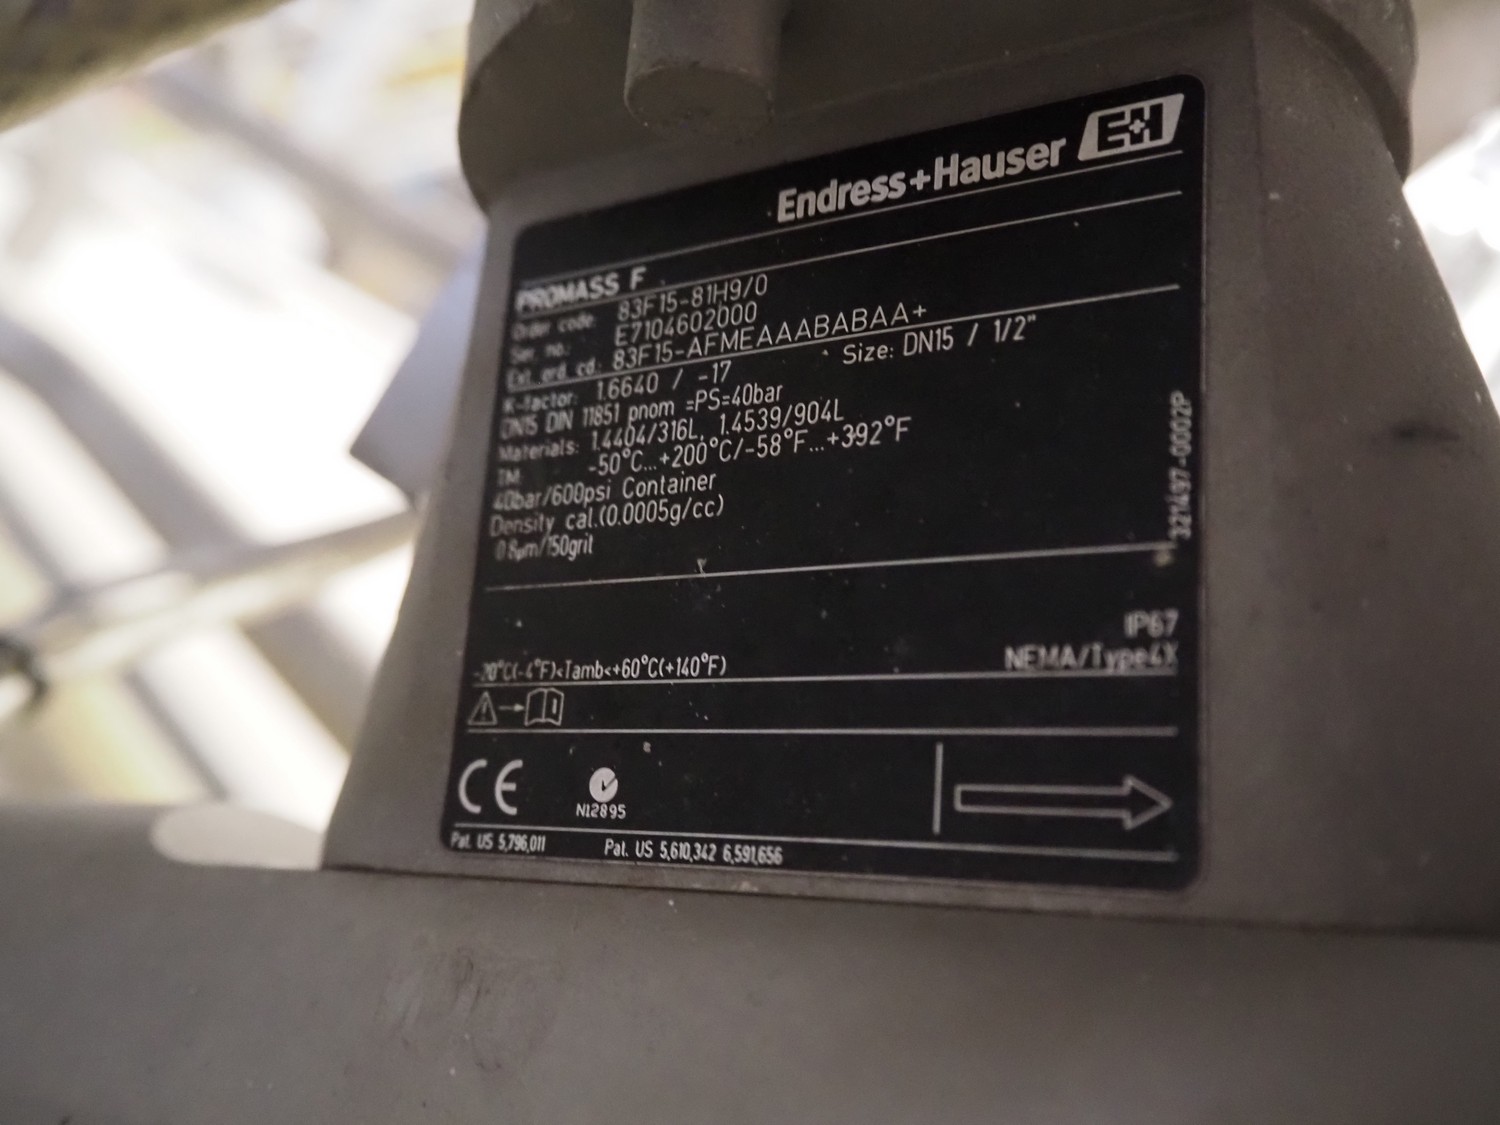 Endress+Hauser E+H
PROMASS F
Order code: 83F15-81H9/0
Ser. no.: E7104602000
Ext. ord. cd.: 83F15-AFMEAAABABAA+
K-factor: 1.6640 / -17 Size: DN15 / 1/2"
DN15 DIN 11851 pnom =PS=40bar
Materials: 1.4404/316L, 1.4539/904L
TM: -50°C...+200°C/-58°F...+392°F
40bar/600psi Container
Density cal.(0.0005g/cc)
0.8µm/150grit
321497-0002P
IP67
NEMA/Type4X
-20°C(-4°F)<Tamb<+60°C(+140°F)
CE
N12895
Pat. US 5,796,011 Pat. US 5,610,342 6,591,656